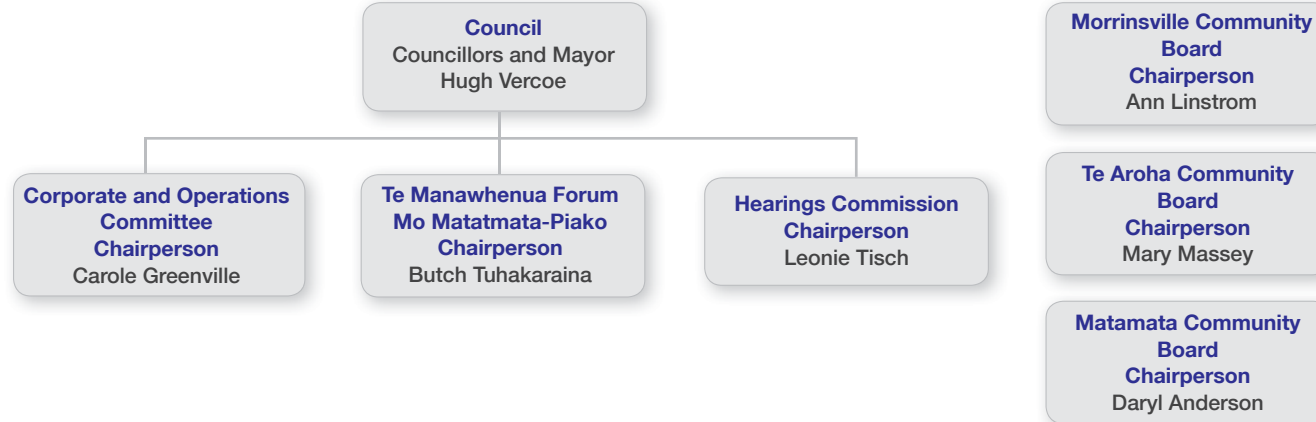 Council
Councillors and Mayor
Hugh Vercoe
Corporate and Operations
Committee
Chairperson
Carole Greenville
Te Manawhenua Forum
Mo Matatmata-Piako
Chairperson
Butch Tuhakaraina
Hearings Commission
Chairperson
Leonie Tisch
Morrinsville Community
Board
Chairperson
Ann Linstrom
Te Aroha Community
Board
Chairperson
Mary Massey
Matamata Community
Board
Chairperson
Daryl Anderson